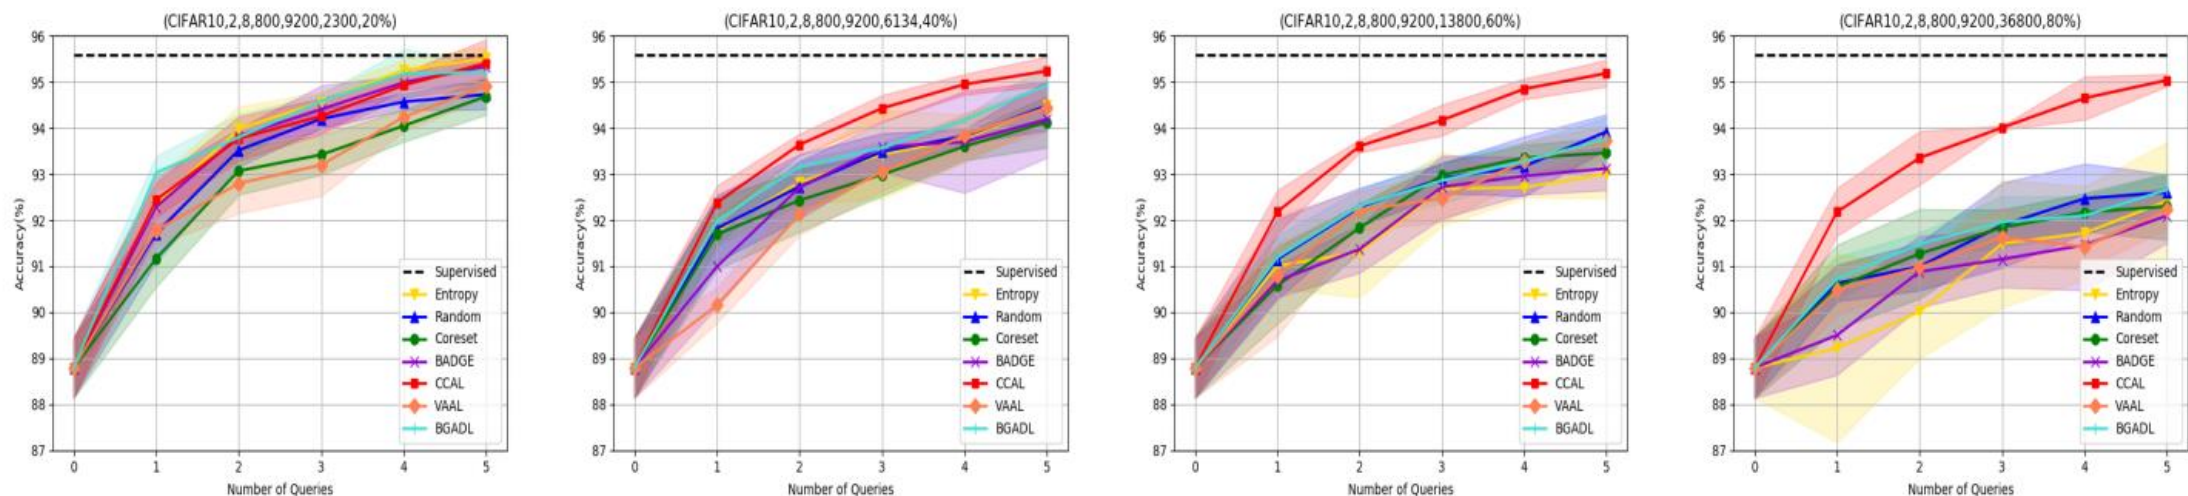 (CIFAR10,2,8,800,9200,2300,20%)
96
95
94
93
92
91
90
89
88
87
Accuracy(%)
Supervised
Entropy
Random
Coreset
BADGE
CCAL
VAAL
BGADL
0 1 2 3 4 5
Number of Queries
(CIFAR10,2,8,800,9200,6134,40%)
96
95
94
93
92
91
90
89
88
87
Accuracy(%)
Supervised
Entropy
Random
Coreset
BADGE
CCAL
VAAL
BGADL
0 1 2 3 4 5
Number of Queries
(CIFAR10,2,8,800,9200,13800,60%)
96
95
94
93
92
91
90
89
88
87
Accuracy(%)
Supervised
Entropy
Random
Coreset
BADGE
CCAL
VAAL
BGADL
0 1 2 3 4 5
Number of Queries
(CIFAR10,2,8,800,9200,36800,80%)
96
95
94
93
92
91
90
89
88
87
Accuracy(%)
Supervised
Entropy
Random
Coreset
BADGE
CCAL
VAAL
BGADL
0 1 2 3 4 5
Number of Queries